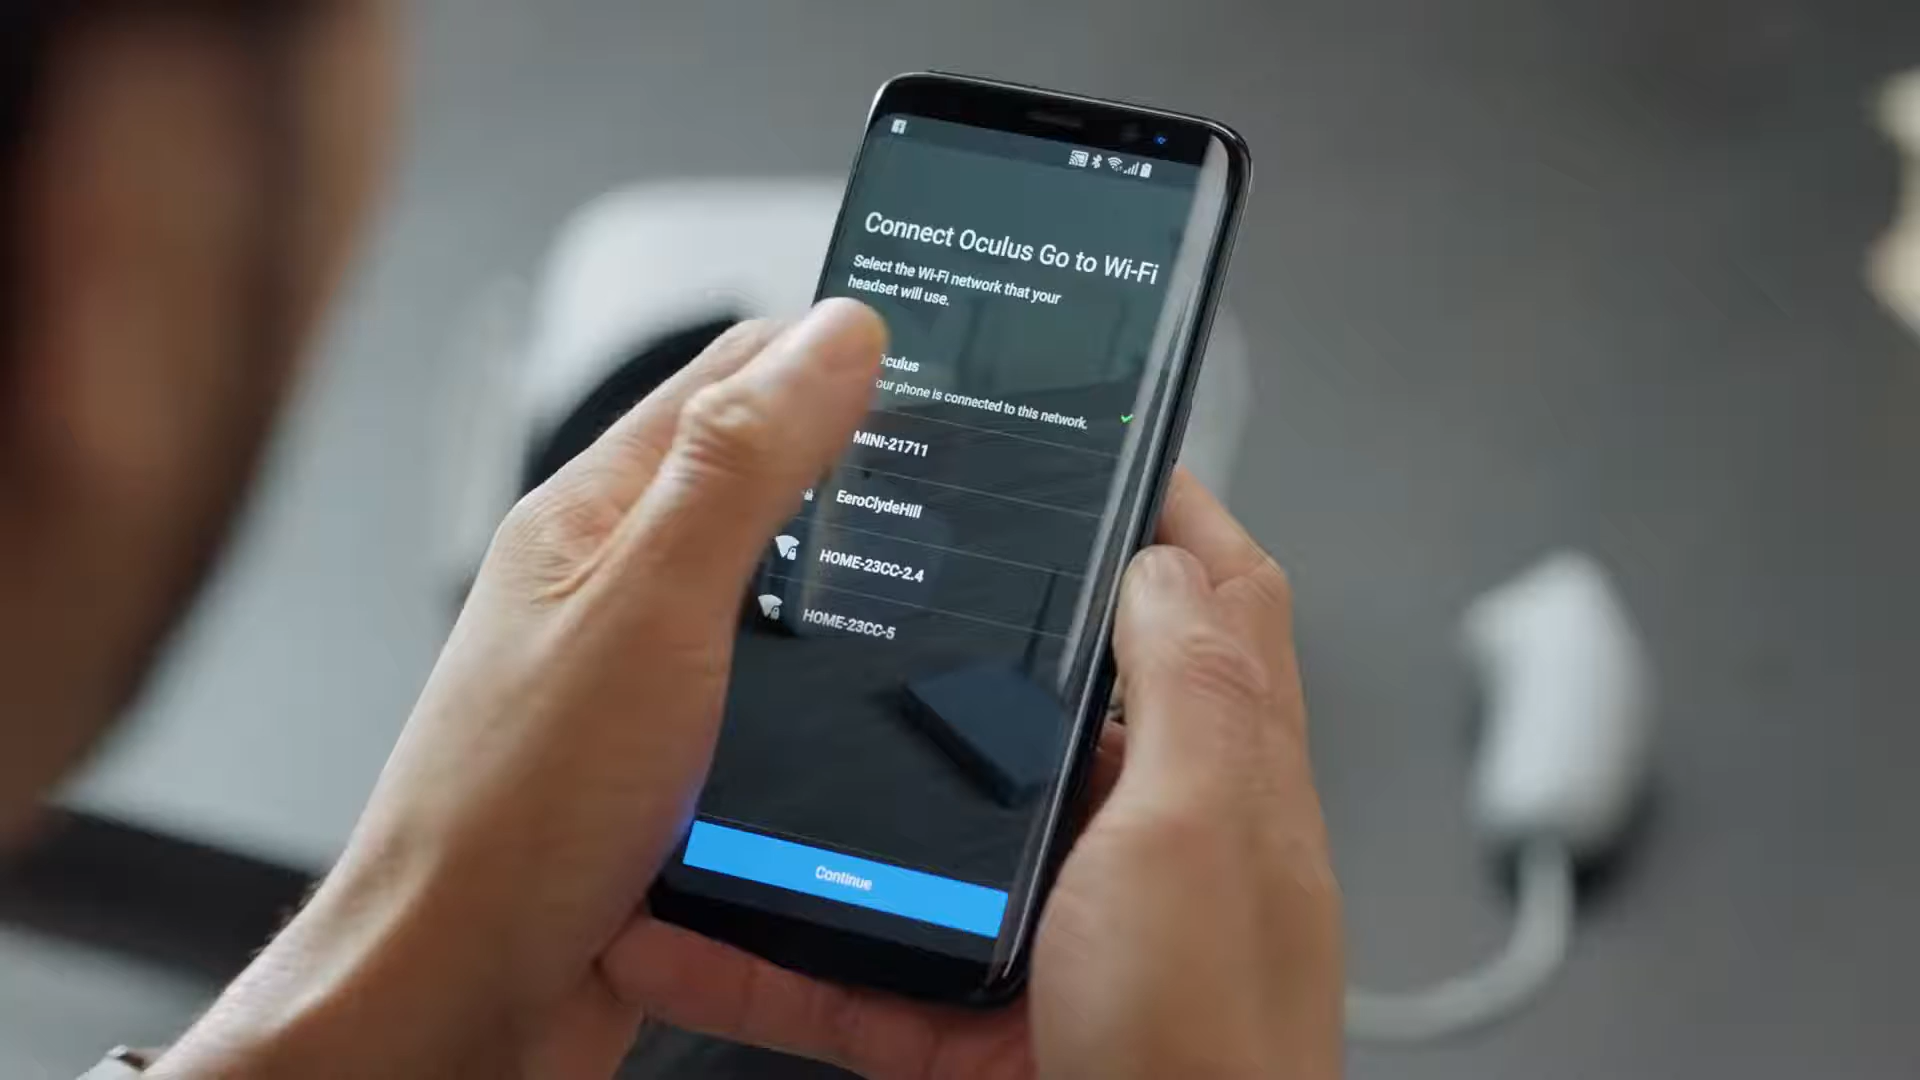 Connect Oculus Go to Wi-Fi
Select the Wi-Fi network that your
headset will use.
Oculus
our phone is connected to this network.
MINI-21711
EeroClydeHill
HOME-23CC-2.4
HOME-23CC-5
Continue